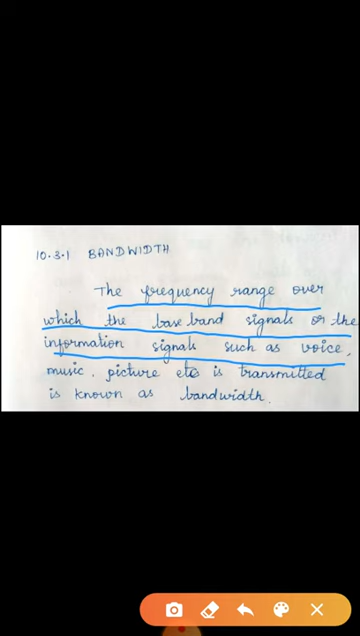 10.3.1 BANDWIDTH
The frequency range over
which the base band signals or the
information signals such as voice,
music, picture etc is transmitted
is known as bandwidth.